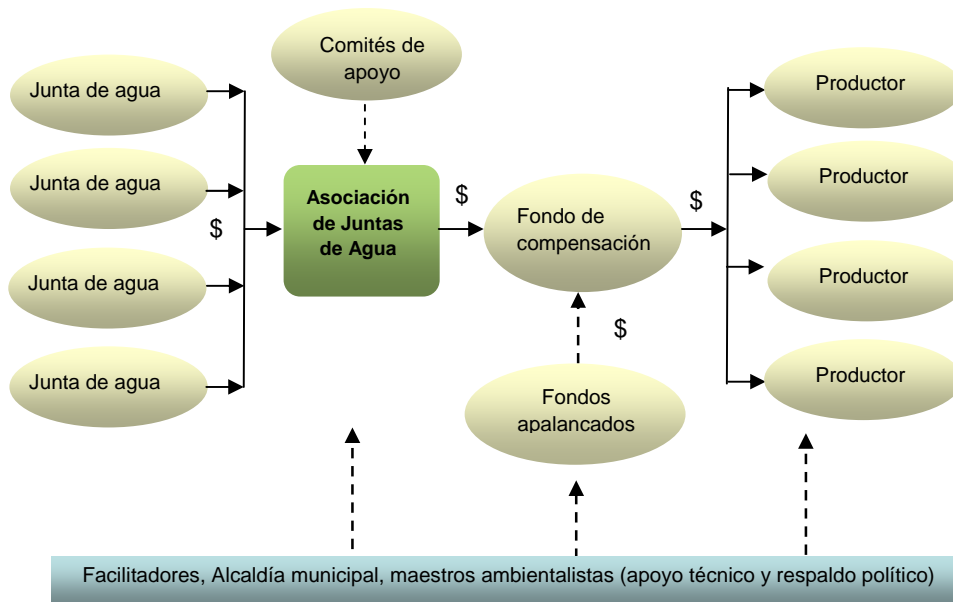 Comités de
apoyo
Junta de agua
Junta de agua
$
Junta de agua
Junta de agua
Asociación
de Juntas
de Agua
$
Fondo de
compensación
$
$
Fondos
apalancados
Productor
Productor
Productor
Productor
Facilitadores, Alcaldía municipal, maestros ambientalistas (apoyo técnico y respaldo político)